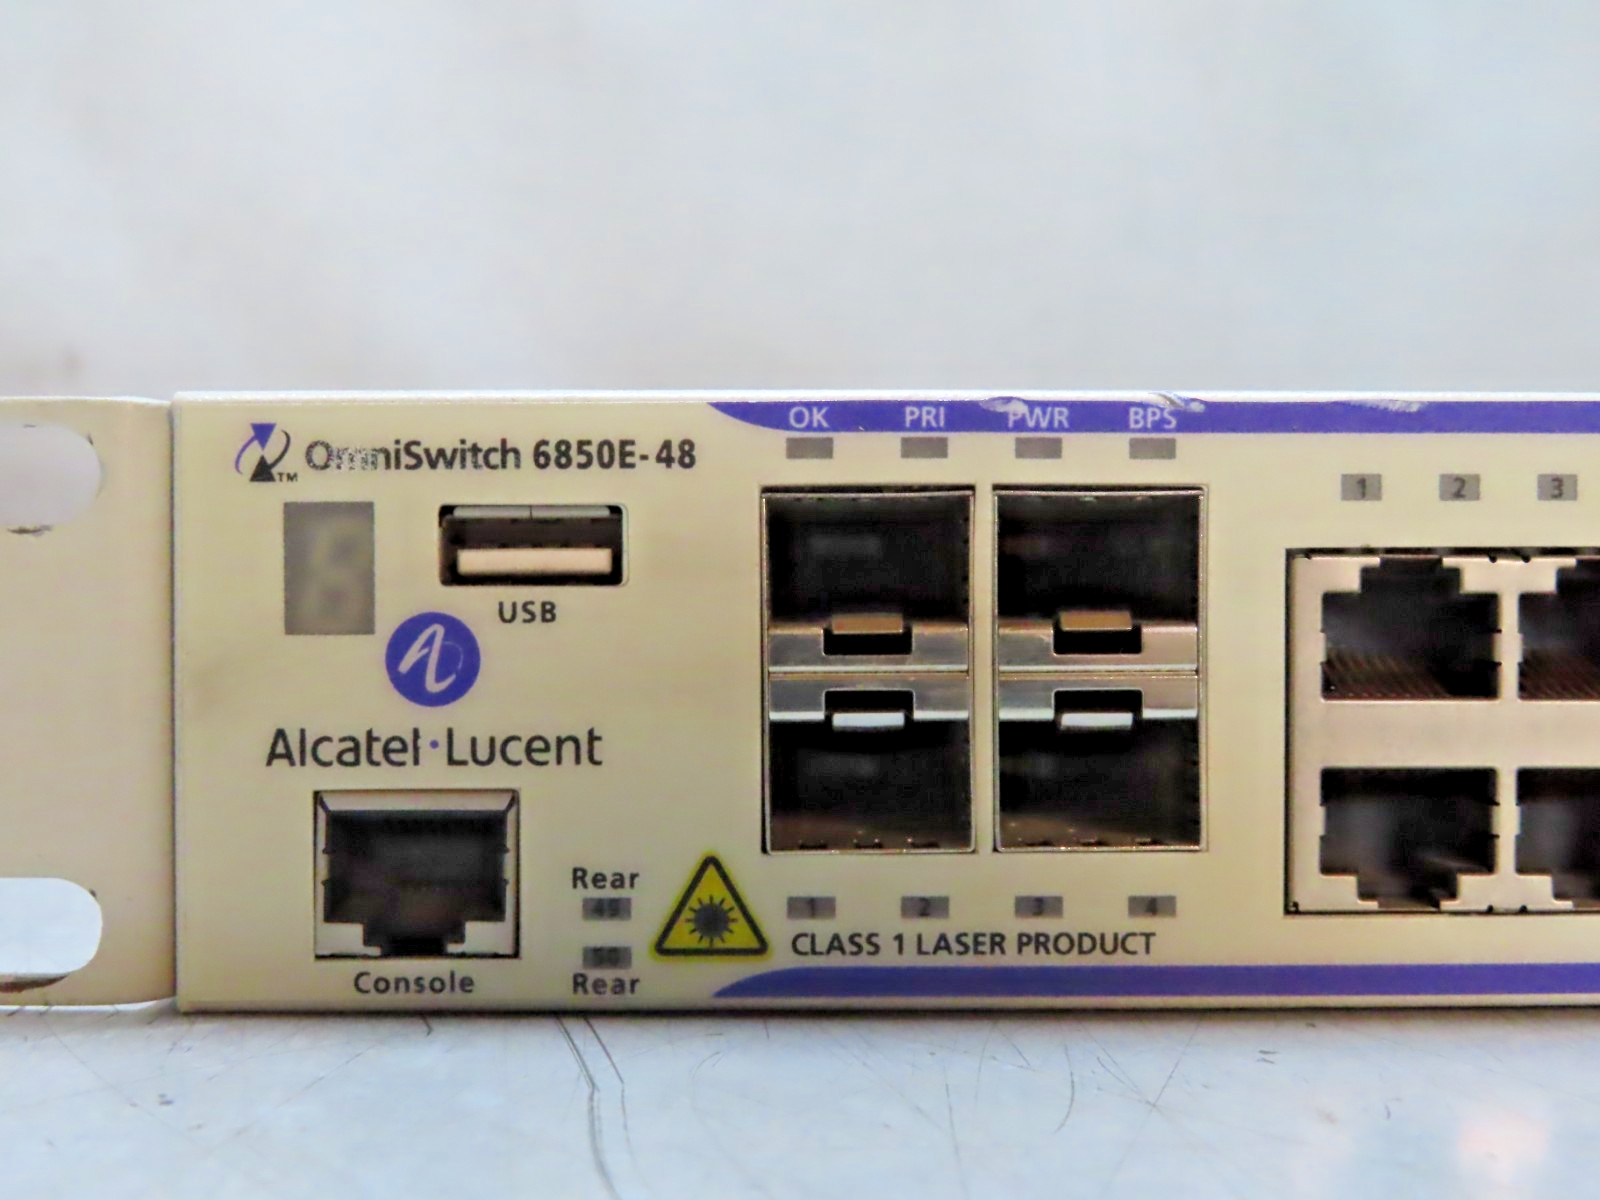 OK PRI PWR BPS
OmniSwitch 6850E-48
TM
1 2 3
USB
Alcatel·Lucent
Rear
49 1 2 3 4
CLASS 1 LASER PRODUCT
50
Console Rear